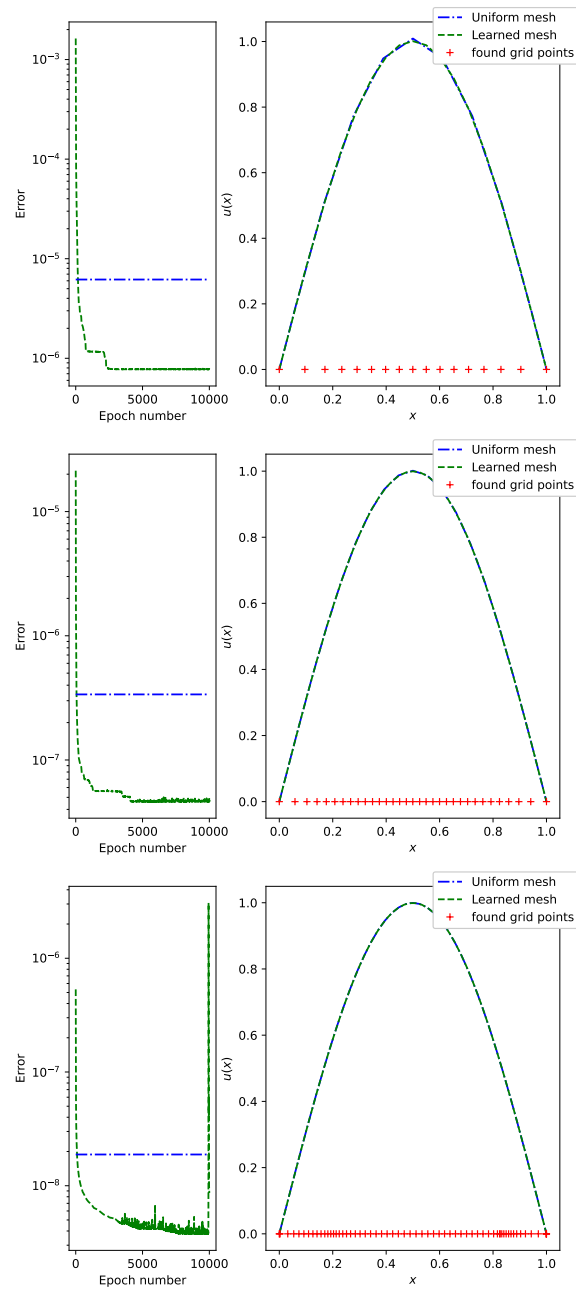 Uniform mesh
Learned mesh
found grid points
10⁻³
10⁻⁴
10⁻⁵
10⁻⁶
Error
0
5000
10000
Epoch number
u(x)
1.0
0.8
0.6
0.4
0.2
0.0
0.0
0.2
0.4
0.6
0.8
1.0
x
Uniform mesh
Learned mesh
found grid points
10⁻⁵
10⁻⁶
10⁻⁷
Error
0
5000
10000
Epoch number
u(x)
1.0
0.8
0.6
0.4
0.2
0.0
0.0
0.2
0.4
0.6
0.8
1.0
x
Uniform mesh
Learned mesh
found grid points
10⁻⁶
10⁻⁷
10⁻⁸
Error
0
5000
10000
Epoch number
u(x)
1.0
0.8
0.6
0.4
0.2
0.0
0.0
0.2
0.4
0.6
0.8
1.0
x